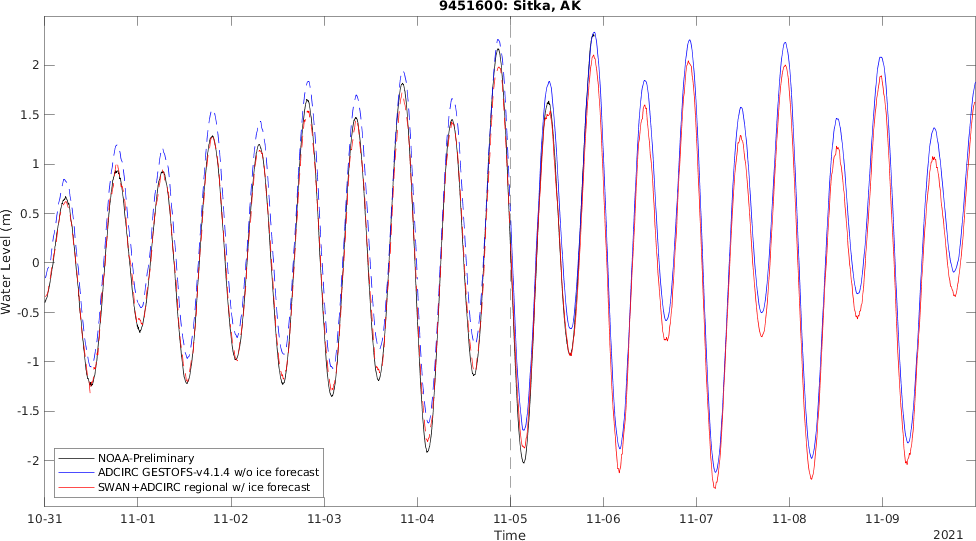 9451600: Sitka, AK
Water Level (m)
2
1.5
1
0.5
0
-0.5
-1
-1.5
-2
NOAA-Preliminary
ADCIRC GESTOFS-v4.1.4 w/o ice forecast
SWAN+ADCIRC regional w/ ice forecast
10-31 11-01 11-02 11-03 11-04 11-05 11-06 11-07 11-08 11-09
Time
2021